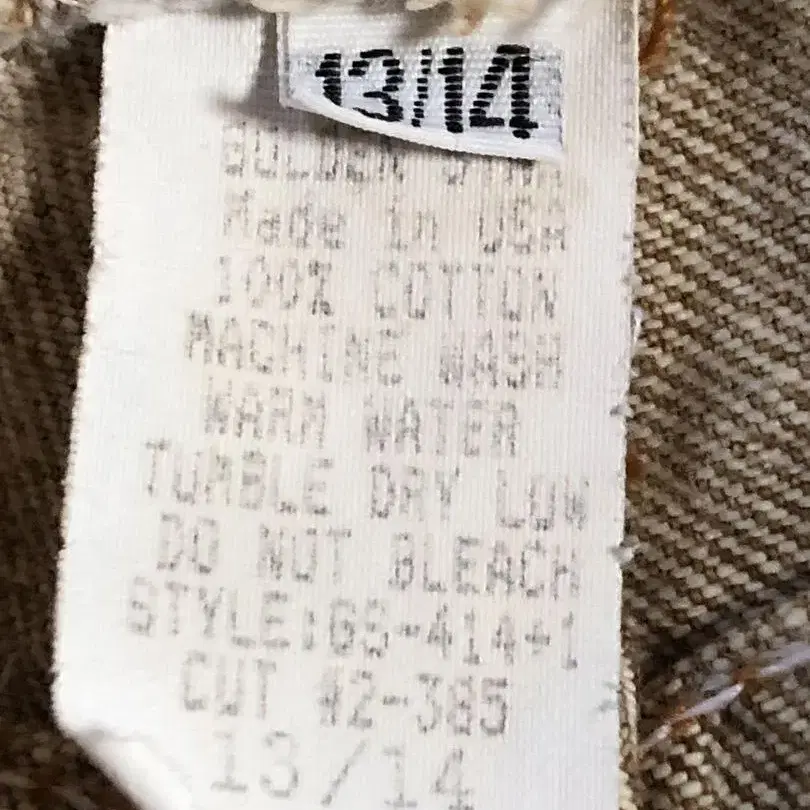 13/14
Made in USA
100% COTTON
MACHINE WASH
WARM WATER
TUMBLE DRY LOW
DO NOT BLEACH
STYLE:GS-414+1
CUT #2-385
13/14